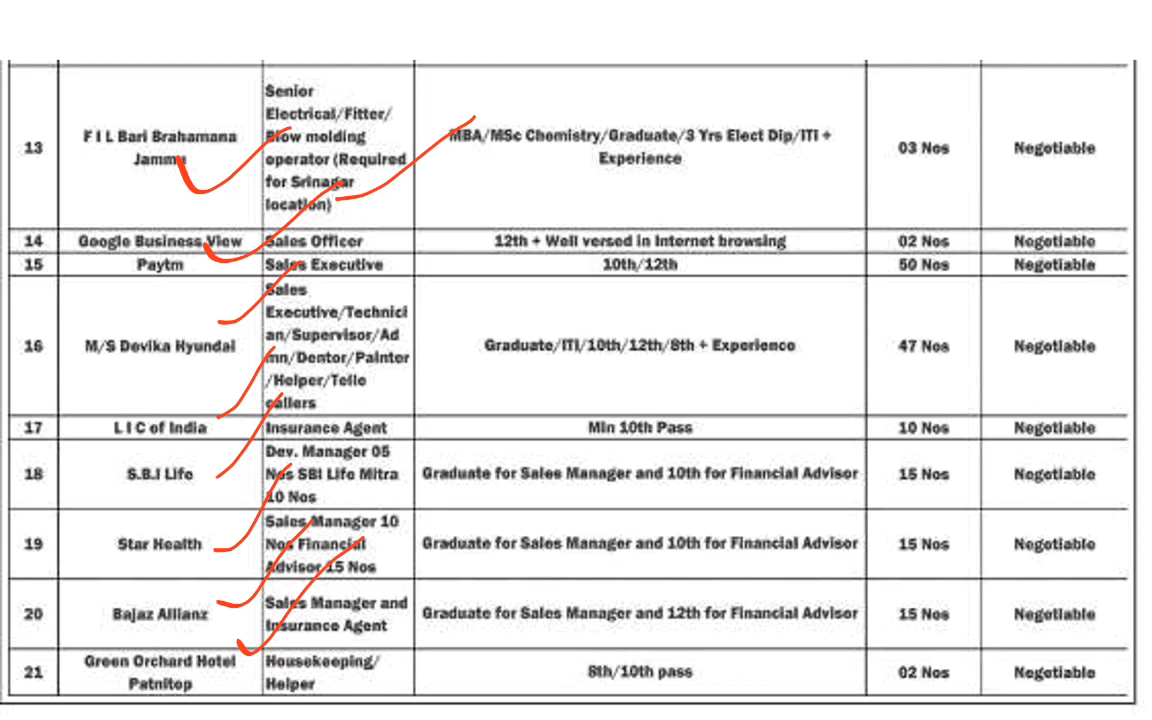 13
F I L Bari Brahamana
Jammu
Senior
Electrical/Fitter/
Blow molding
operator (Required
for Srinagar
location)
MBA/MSc Chemistry/Graduate/3 Yrs Elect Dip/ITI +
Experience
03 Nos
Negotiable
14
Google Business View
Sales Officer
12th + Well versed in Internet browsing
02 Nos
Negotiable
15
Paytm
Sales Executive
10th/12th
50 Nos
Negotiable
16
M/S Devika Hyundai
Sales
Executive/Technici
an/Supervisor/Ad
mn/Dentor/Painter
/Helper/Telle
callers
Graduate/ITI/10th/12th/8th + Experience
47 Nos
Negotiable
17
L I C of India
Insurance Agent
Min 10th Pass
10 Nos
Negotiable
18
S.B.I Life
Dev. Manager 05
Nos SBI Life Mitra
10 Nos
Graduate for Sales Manager and 10th for Financial Advisor
15 Nos
Negotiable
19
Star Health
Sales Manager 10
Nos Financial
Advisor 15 Nos
Graduate for Sales Manager and 10th for Financial Advisor
15 Nos
Negotiable
20
Bajaz Allianz
Sales Manager and
Insurance Agent
Graduate for Sales Manager and 12th for Financial Advisor
15 Nos
Negotiable
21
Green Orchard Hotel
Patnitop
Housekeeping/
Helper
8th/10th pass
02 Nos
Negotiable